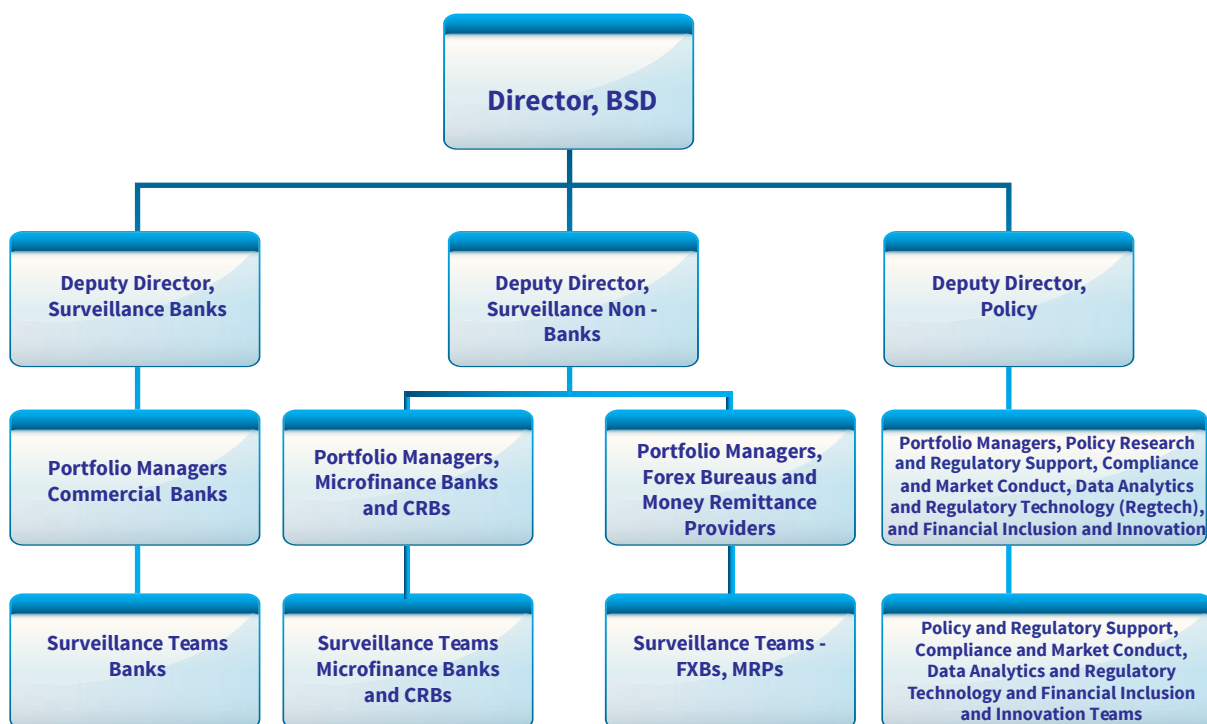 Director, BSD
Deputy Director,
Surveillance Banks
Deputy Director,
Surveillance Non -
Banks
Deputy Director,
Policy
Portfolio Managers
Commercial Banks
Portfolio Managers,
Microfinance Banks
and CRBs
Portfolio Managers,
Forex Bureaus and
Money Remittance
Providers
Portfolio Managers, Policy Research
and Regulatory Support, Compliance
and Market Conduct, Data Analytics
and Regulatory Technology (Regtech),
and Financial Inclusion and Innovation
Surveillance Teams
Banks
Surveillance Teams
Microfinance Banks
and CRBs
Surveillance Teams -
FXBs, MRPs
Policy and Regulatory Support,
Compliance and Market Conduct,
Data Analytics and Regulatory
Technology and Financial Inclusion
and Innovation Teams